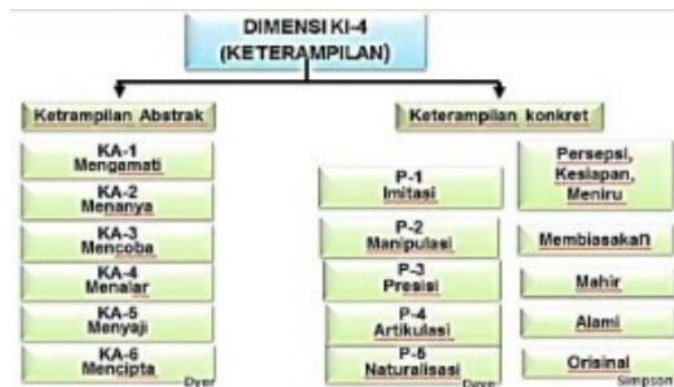 DIMENSI KI-4
(KETERAMPILAN)
Ketrampilan Abstrak
KA-1
Mengamati
KA-2
Menanya
KA-3
Mencoba
KA-4
Menalar
KA-5
Menyaji
KA-6
Mencipta
Dyer
Keterampilan konkret
P-1
Imitasi
P-2
Manipulasi
P-3
Presisi
P-4
Artikulasi
P-5
Naturalisasi
Dave
Persepsi,
Kesiapan,
Meniru
Membiasakan
Mahir
Alami
Orisinal
Simpson